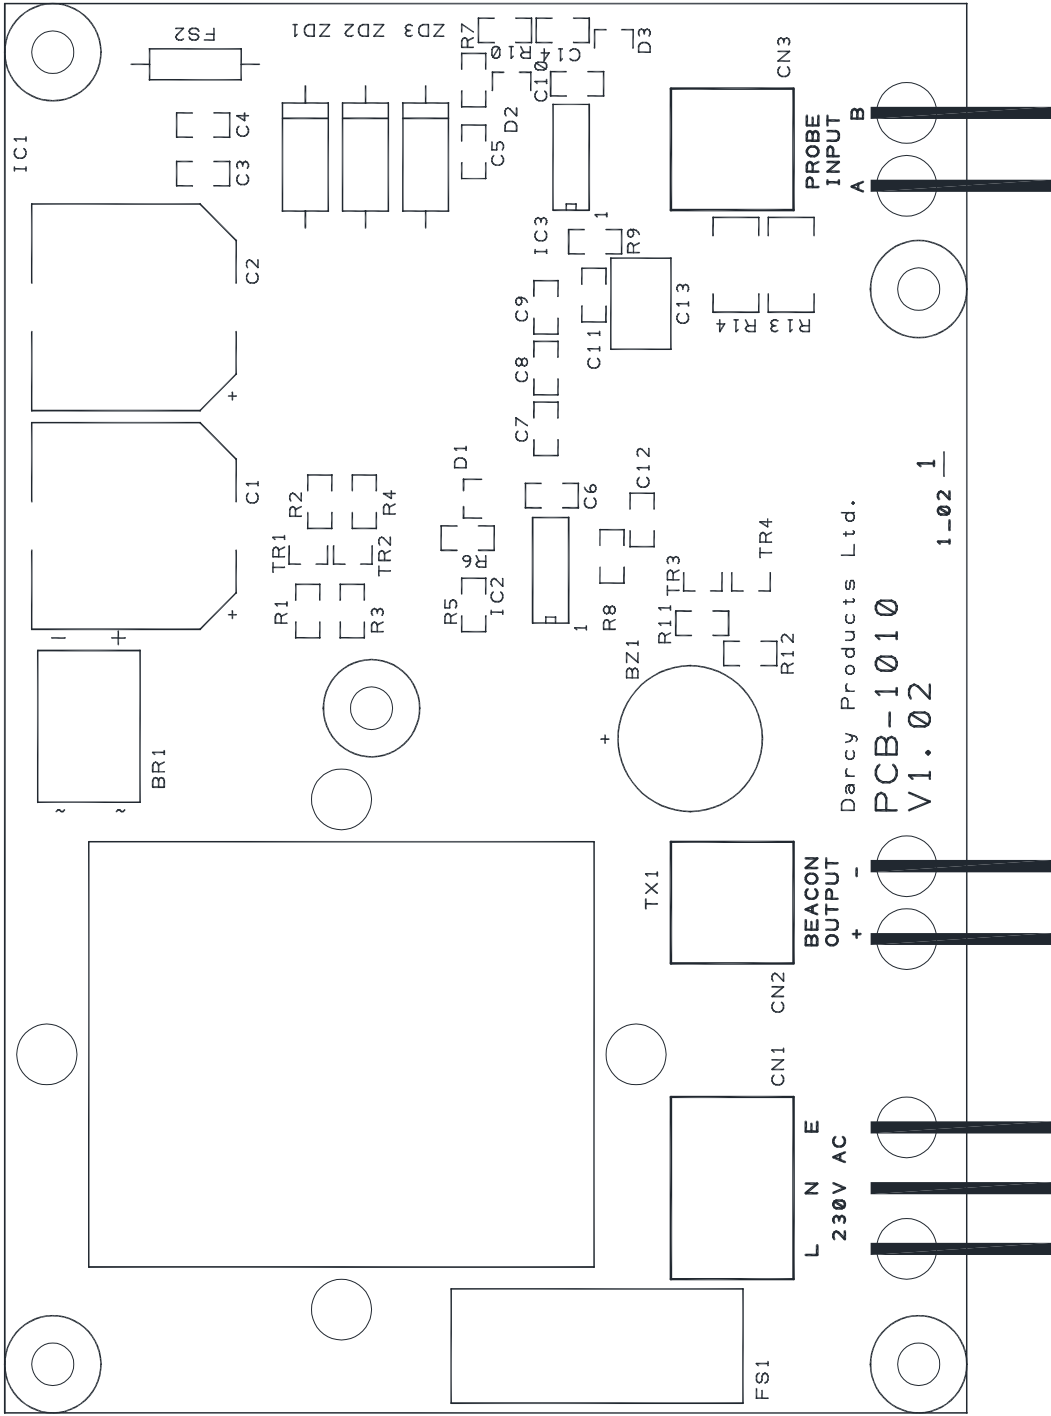 FS2
ZD1
ZD2
ZD3
R7
R10
C14
D3
C10
D2
CN3
IC1
C4
C3
C5
PROBE
INPUT
A B
IC3
1
R9
C2
+
C9
C8
C7
C11
C13
R14
R13
C1
+
R2
R4
TR1
TR2
R1
R3
D1
R6
R5
IC2
1
C6
C12
R8
TR3
TR4
R11
R12
BZ1
+
- +
BR1
~ ~
Darcy Products Ltd.
PCB-1010
V1.02
1_02
1
TX1
BEACON
OUTPUT
+ -
CN2
CN1
L N E
230V AC
FS1